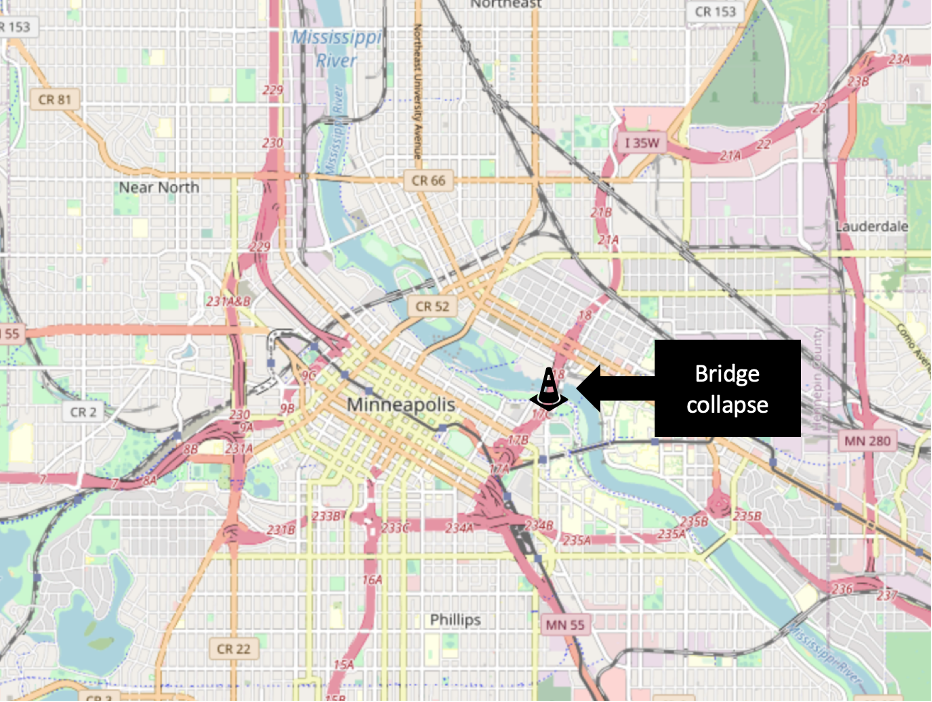 Northeast
CR 153
R 153
Mississippi
River
23A
23B
229
CR 81
Mississippi River
Northeast University Avenue
22
I 35W
22
21A
230
CR 66
Near North
21B
Lauderdale
21A
229
231A&B
CR 52
18
55
Como Aven
Hennepin County
Bridge
collapse
18
9C
CR 2
Minneapolis
9B
17C
230
9A
17B
MN 280
8B
231A
17A
7
7
8A
233B
231B
233C
234A
234B
235B
235B
235A
235A
16A
236
237
Phillips
MN 55
CR 22
Mississippi River
15A
15B
CR 3